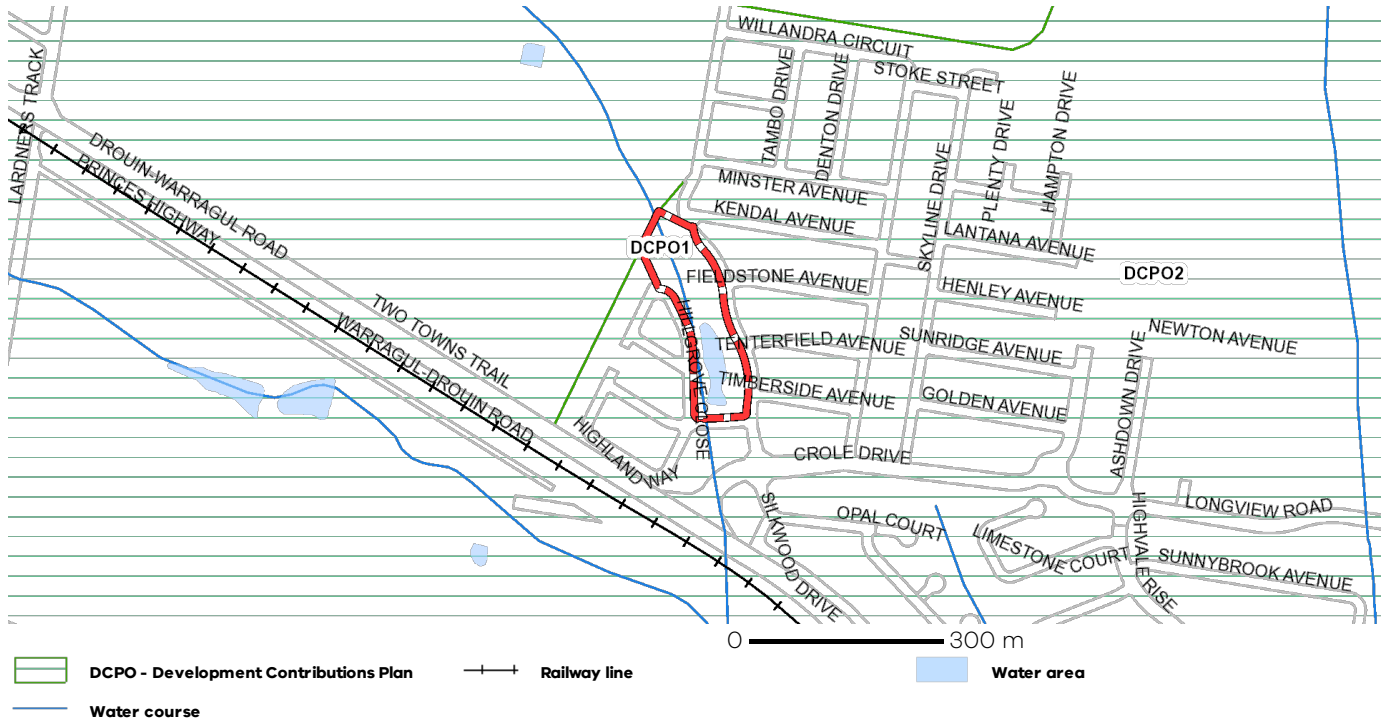 WILLANDRA CIRCUIT
STOKE STREET
TAMBO DRIVE
DENTON DRIVE
PLENTY DRIVE
HAMPTON DRIVE
LARDNERS TRACK
DROUIN-WARRAGUL ROAD
PRINCES HIGHWAY
MINSTER AVENUE
KENDAL AVENUE
SKYLINE DRIVE
LANTANA AVENUE
DCPO1
DCPO2
FIELDSTONE AVENUE
HENLEY AVENUE
TWO TOWNS TRAIL
WARRAGUL-DROUIN ROAD
HILLGROVE CLOSE
TENTERFIELD AVENUE
SUNRIDGE AVENUE
NEWTON AVENUE
TIMBERSIDE AVENUE
GOLDEN AVENUE
ASHDOWN DRIVE
HIGHLAND WAY
CROLE DRIVE
SILKWOOD DRIVE
OPAL COURT
LIMESTONE COURT
HIGHVALE RISE
LONGVIEW ROAD
SUNNYBROOK AVENUE
0 300 m
DCPO - Development Contributions Plan
Railway line
Water area
Water course